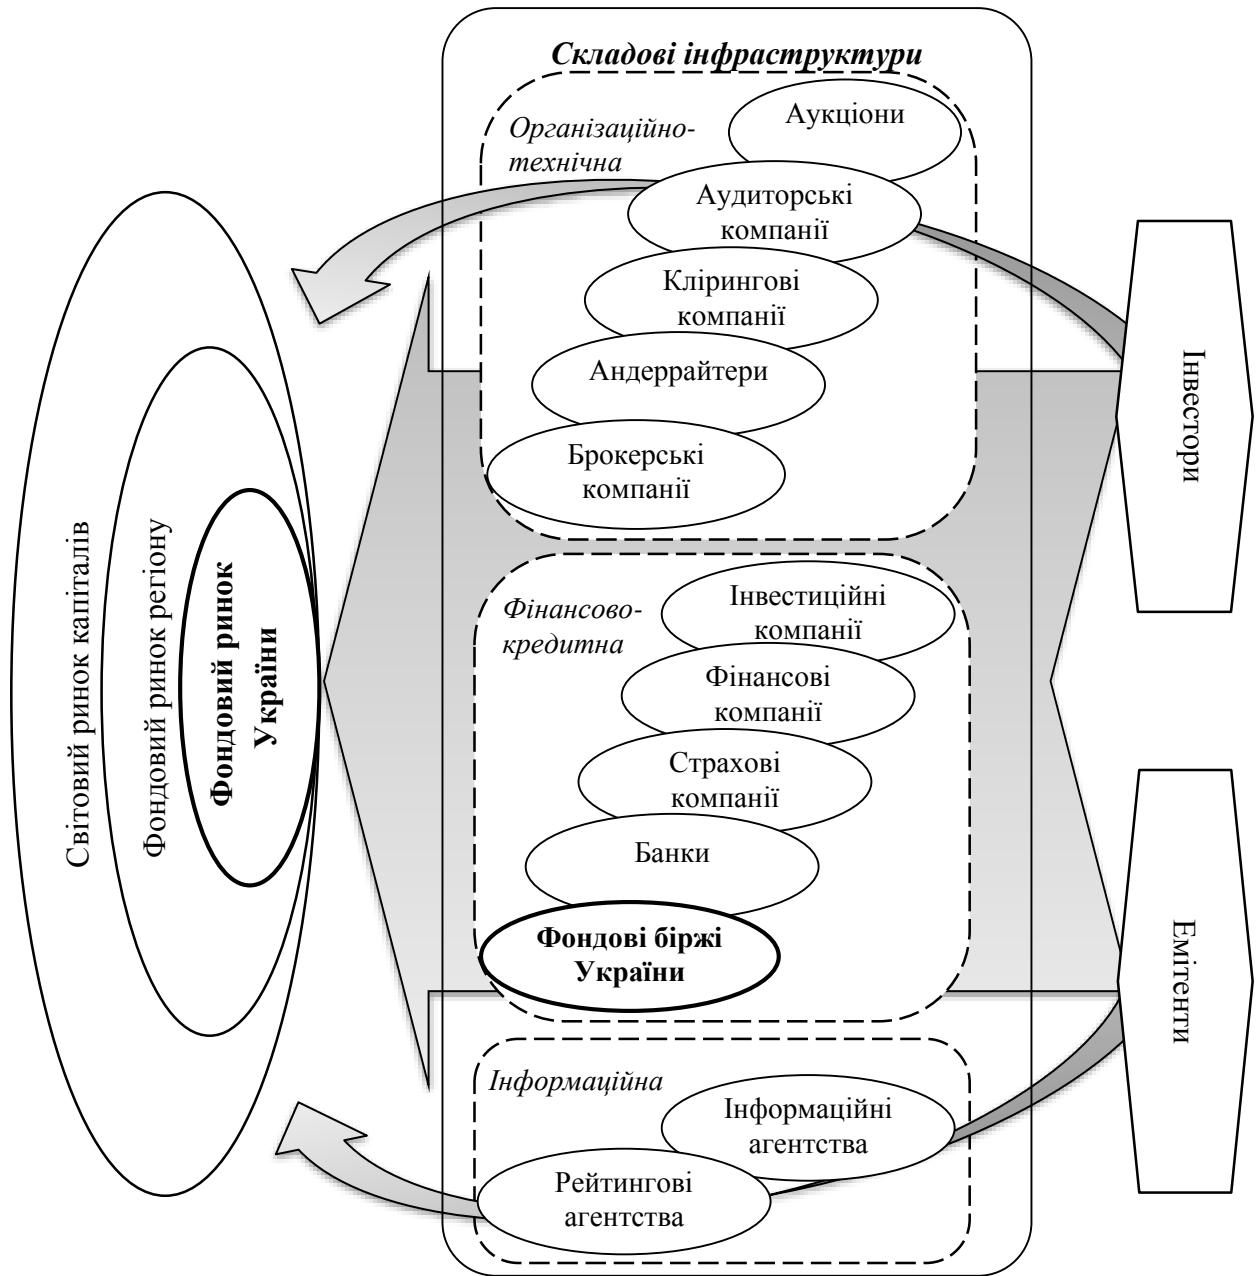 Складові інфраструктури
Організаційно-
технічна
Аукціони
Аудиторські
компанії
Клірингові
компанії
Андеррайтери
Брокерські
компанії
Фінансово-
кредитна
Інвестиційні
компанії
Фінансові
компанії
Страхові
компанії
Банки
Фондові біржі
України
Інформаційна
Інформаційні
агентства
Рейтингові
агентства
Світовий ринок капіталів
Фондовий ринок регіону
Фондовий ринок
України
Інвестори
Емітенти